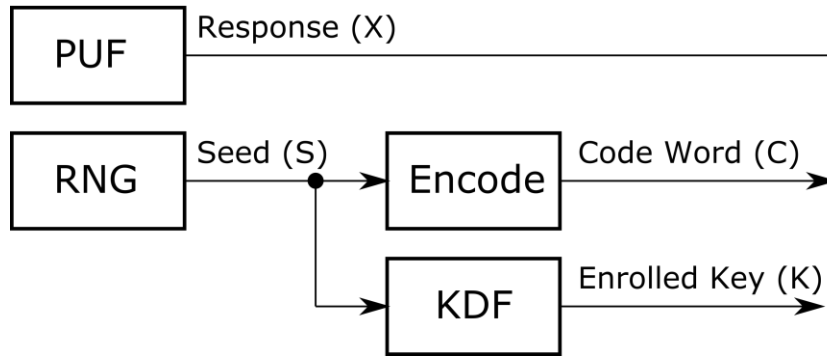 Response (X)
PUF
Seed (S)
Code Word (C)
RNG
Encode
Enrolled Key (K)
KDF